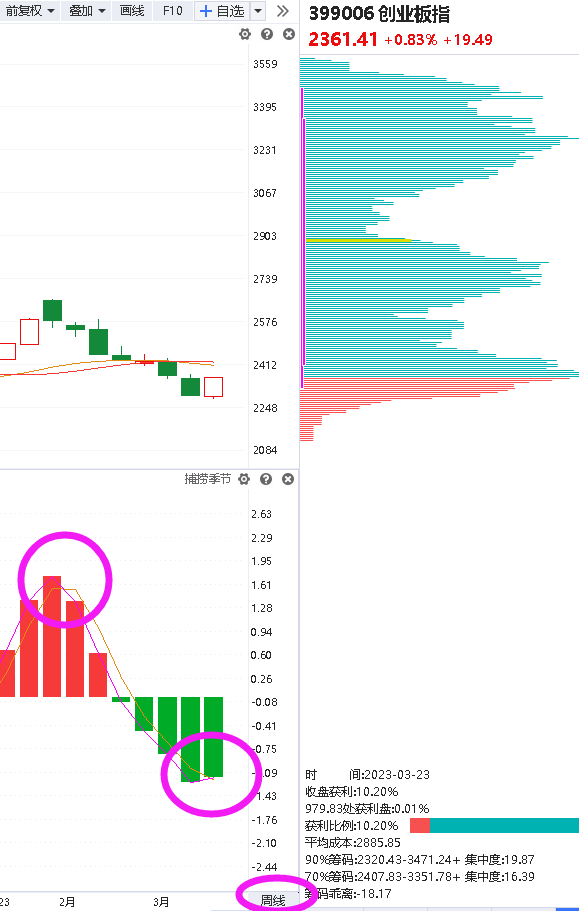 前复权 叠加 画线 F10 + 自选
399006 创业板指
2361.41 +0.83% +19.49
3559
3395
3231
3067
2903
2739
2576
2412
2248
2084
捕捞季节
2.63
2.29
1.95
1.61
1.28
0.94
0.60
0.26
-0.08
-0.41
-0.75
.09
-1.43
-1.76
-2.10
-2.44
23 2月 3月 周线
时 间:2023-03-23
收盘获利:10.20%
979.83处获利盘:0.01%
获利比例:10.20%
平均成本:2885.85
90%筹码:2320.43-3471.24+ 集中度:19.87
70%筹码:2407.83-3351.78+ 集中度:16.39
筹码乖离:-18.17